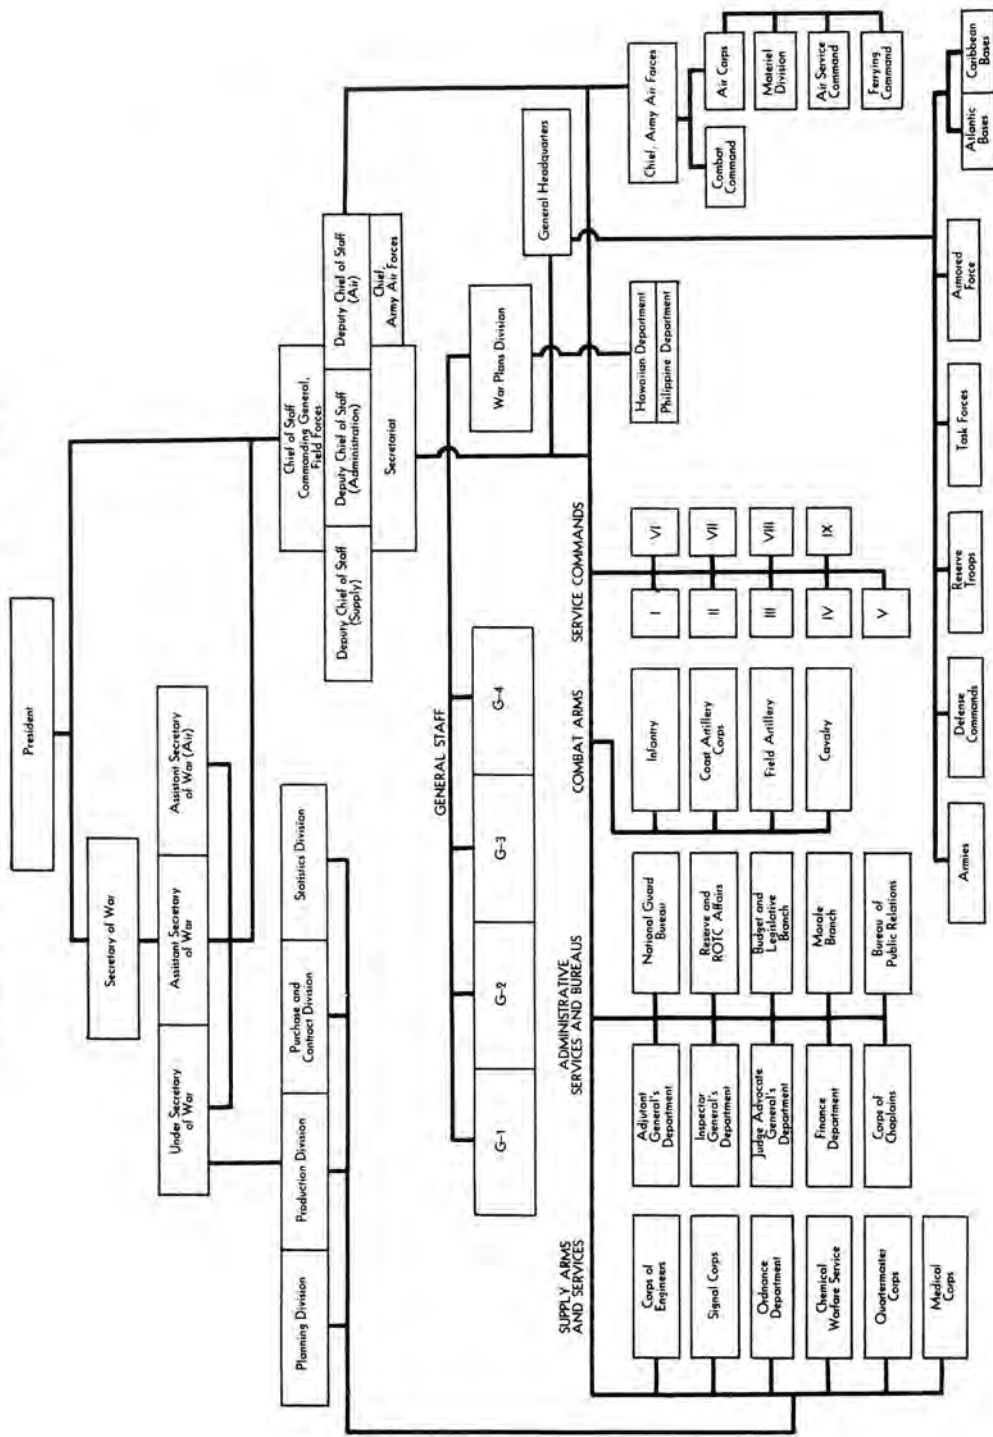 President
Secretary of War
Under Secretary
of War
Assistant Secretary
of War
Assistant Secretary
of War (Air)
Planning Division
Production Division
Purchase and
Contract Division
Statistics Division
Chief of Staff
Commanding General,
Field Forces
Deputy Chief of Staff
(Supply)
Deputy Chief of Staff
(Administration)
Deputy Chief of Staff
(Air)
Secretariat
Chief,
Army Air Forces
GENERAL STAFF
G-1
G-2
G-3
G-4
War Plans Division
General Headquarters
SUPPLY ARMS
AND SERVICES
Corps of
Engineers
Signal Corps
Ordnance
Department
Chemical
Warfare Service
Quartermaster
Corps
Medical
Corps
ADMINISTRATIVE
SERVICES AND BUREAUS
Adjutant
General's
Department
Inspector
General's
Department
Judge Advocate
General's
Department
Finance
Department
Corps of
Chaplains
National Guard
Bureau
Reserve and
ROTC Affairs
Budget and
Legislative
Branch
Morale
Branch
Bureau of
Public Relations
COMBAT ARMS
Infantry
Coast Artillery
Corps
Field Artillery
Cavalry
SERVICE COMMANDS
I
II
III
IV
V
VI
VII
VIII
IX
Hawaiian Department
Philippine Department
Chief, Army Air Forces
Combat
Command
Air Corps
Materiel
Division
Air Service
Command
Ferrying
Command
Armies
Defense
Commands
Reserve
Troops
Task Forces
Armored
Force
Atlantic
Bases
Caribbean
Bases